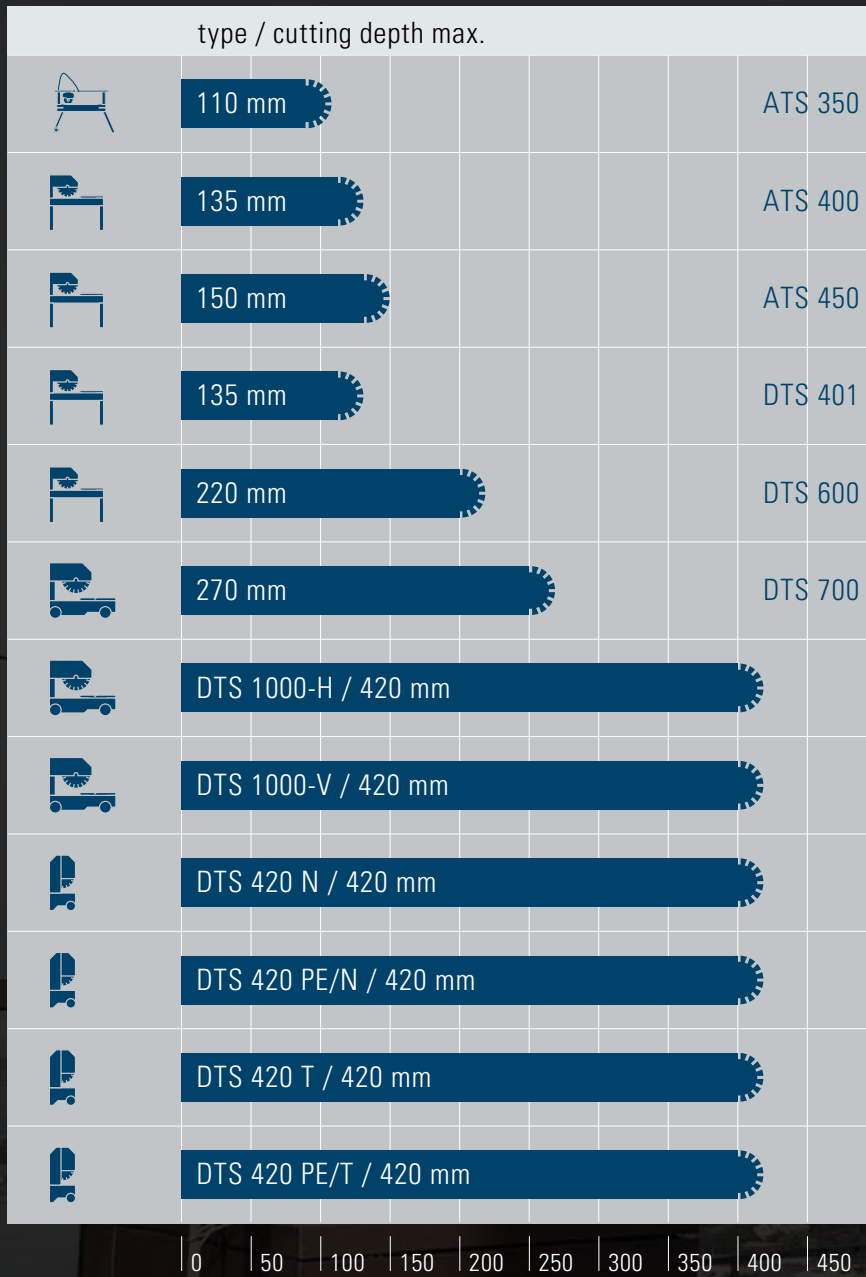 type / cutting depth max.
110 mm ATS 350
135 mm ATS 400
150 mm ATS 450
135 mm DTS 401
220 mm DTS 600
270 mm DTS 700
DTS 1000-H / 420 mm
DTS 1000-V / 420 mm
DTS 420 N / 420 mm
DTS 420 PE/N / 420 mm
DTS 420 T / 420 mm
DTS 420 PE/T / 420 mm
0 50 100 150 200 250 300 350 400 450